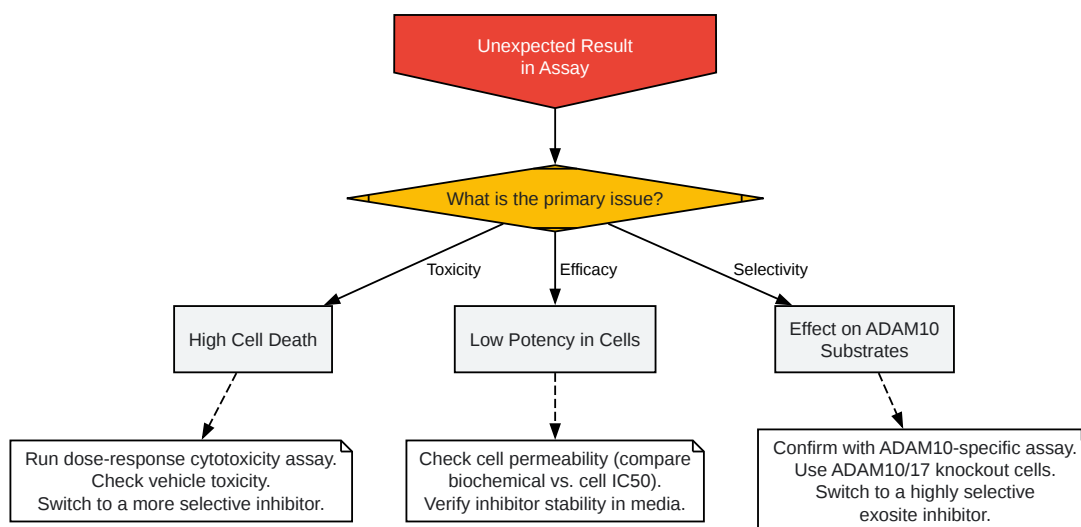 Unexpected Result
in Assay
What is the primary issue?
Toxicity
Efficacy
Selectivity
High Cell Death
Low Potency in Cells
Effect on ADAM10
Substrates
Run dose-response cytotoxicity assay.
Check vehicle toxicity.
Switch to a more selective inhibitor.
Check cell permeability (compare
biochemical vs. cell IC50).
Verify inhibitor stability in media.
Confirm with ADAM10-specific assay.
Use ADAM10/17 knockout cells.
Switch to a highly selective
exosite inhibitor.